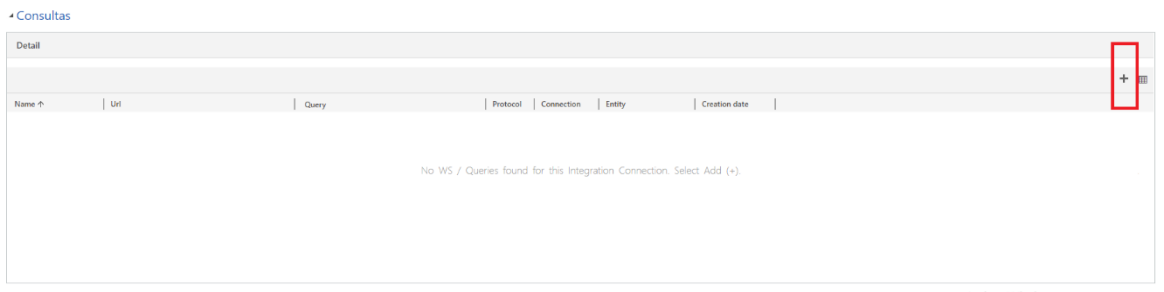 Consultas
Detail
+
Name ↑ Url Query Protocol Connection Entity Creation date
No WS / Queries found for this Integration Connection. Select Add (+).